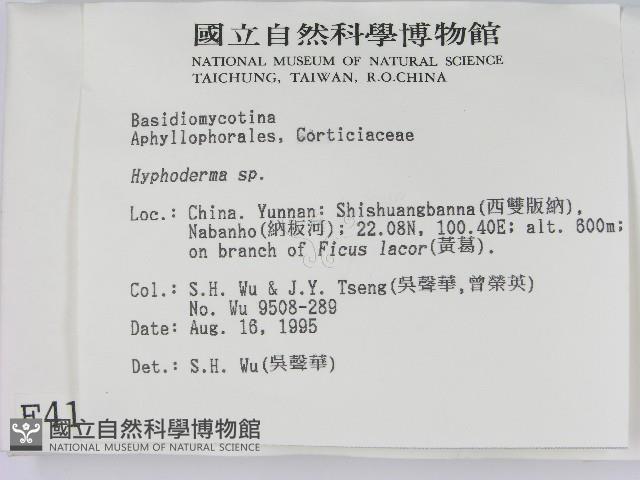 國立自然科學博物館
NATIONAL MUSEUM OF NATURAL SCIENCE
TAICHUNG, TAIWAN, R.O.CHINA
Basidiomycotina
Aphyllophorales, Corticiaceae
Hyphoderma sp.
Loc.: China. Yunnan: Shishuangbanna(西雙版納),
Nabanho(納板河); 22.08N, 100.40E; alt. 600m;
on branch of Ficus lacor(黃葛).
Col.: S.H. Wu & J.Y. Tseng(吳聲華,曾榮英)
No. Wu 9508-289
Date: Aug. 16, 1995
Det.: S.H. Wu(吳聲華)
F41
國立自然科學博物館
NATIONAL MUSEUM OF NATURAL SCIENCE